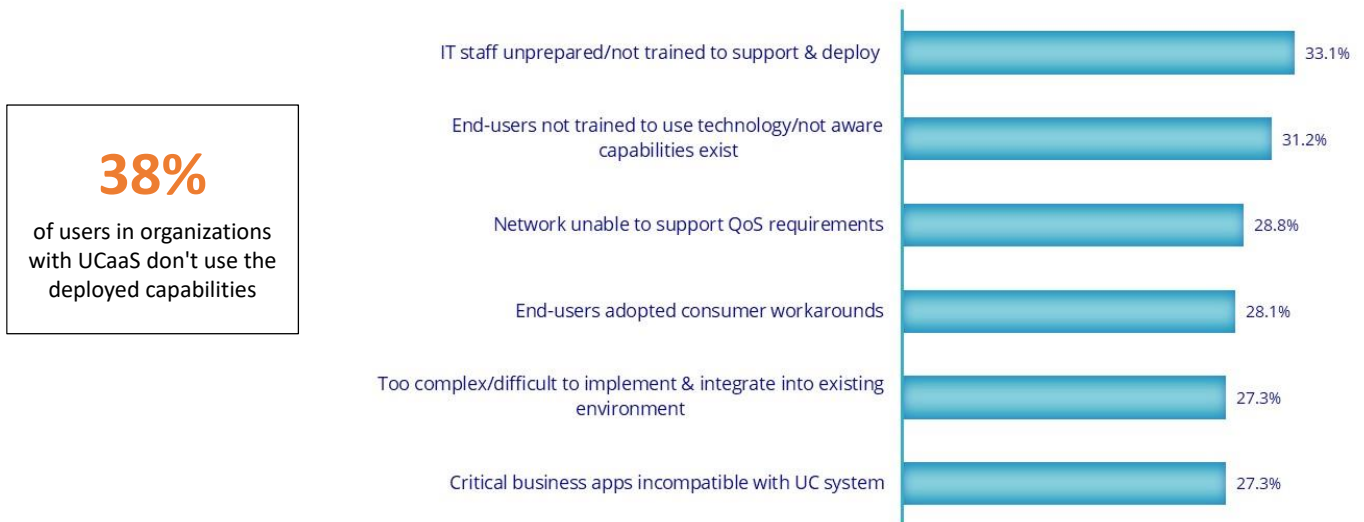 38%
of users in organizations
with UCaaS don't use the
deployed capabilities
IT staff unprepared/not trained to support & deploy
33.1%
End-users not trained to use technology/not aware
capabilities exist
31.2%
Network unable to support QoS requirements
28.8%
End-users adopted consumer workarounds
28.1%
Too complex/difficult to implement & integrate into existing
environment
27.3%
Critical business apps incompatible with UC system
27.3%